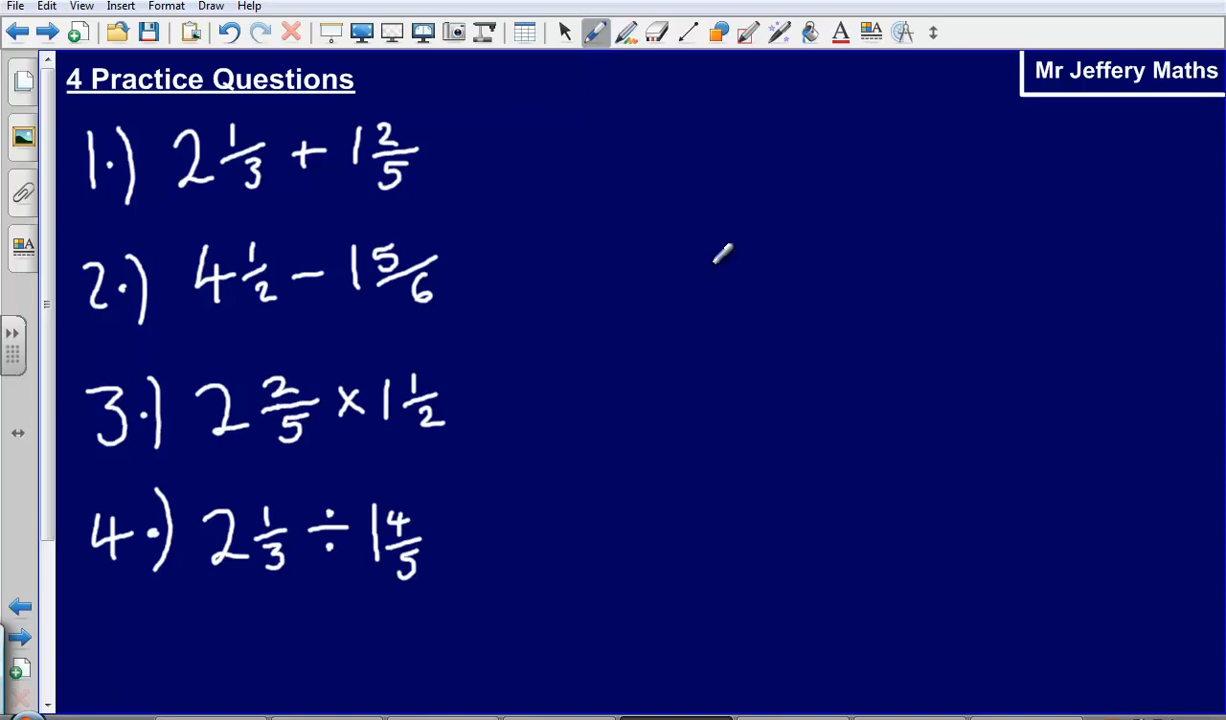 File Edit View Insert Format Draw Help
4 Practice Questions
Mr Jeffery Maths
1.) 2 1/3 + 1 2/5
2.) 4 1/2 - 1 5/6
3.) 2 2/5 × 1 1/2
4.) 2 1/3 ÷ 1 4/5